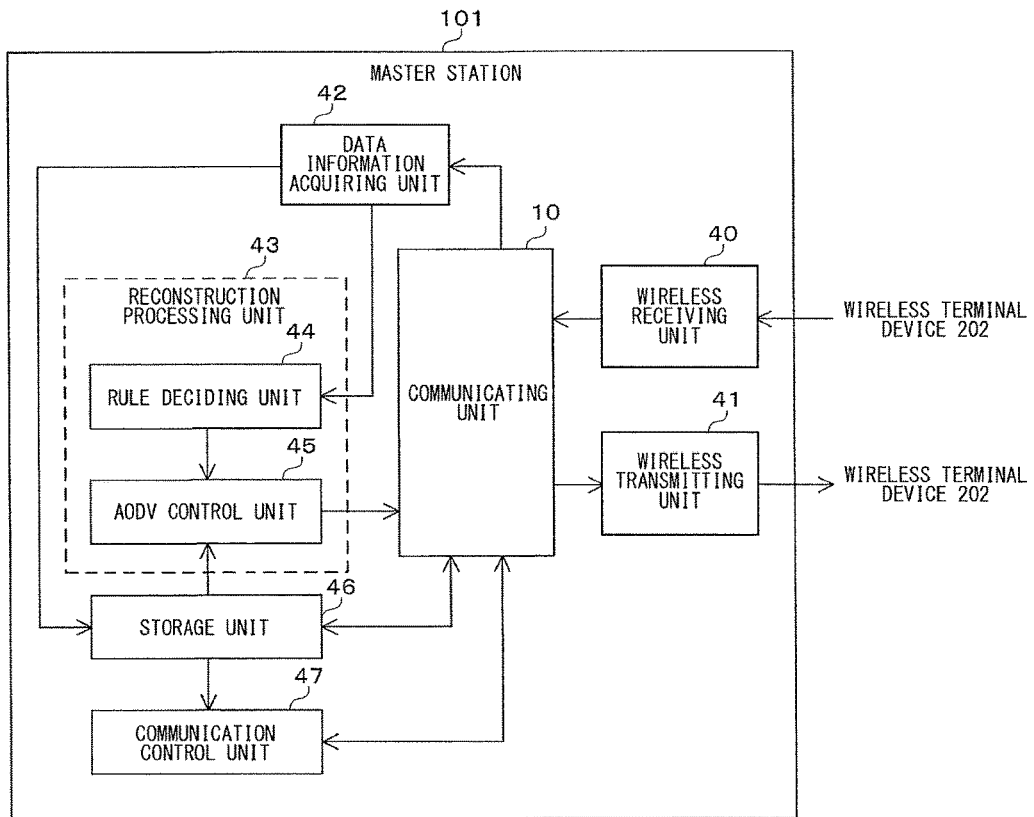 101
MASTER STATION
42
DATA
INFORMATION
ACQUIRING UNIT
10
COMMUNICATING
UNIT
40
WIRELESS
RECEIVING
UNIT
WIRELESS TERMINAL
DEVICE 202
41
WIRELESS
TRANSMITTING
UNIT
WIRELESS TERMINAL
DEVICE 202
43
RECONSTRUCTION
PROCESSING UNIT
44
RULE DECIDING UNIT
45
AODV CONTROL UNIT
46
STORAGE UNIT
47
COMMUNICATION
CONTROL UNIT